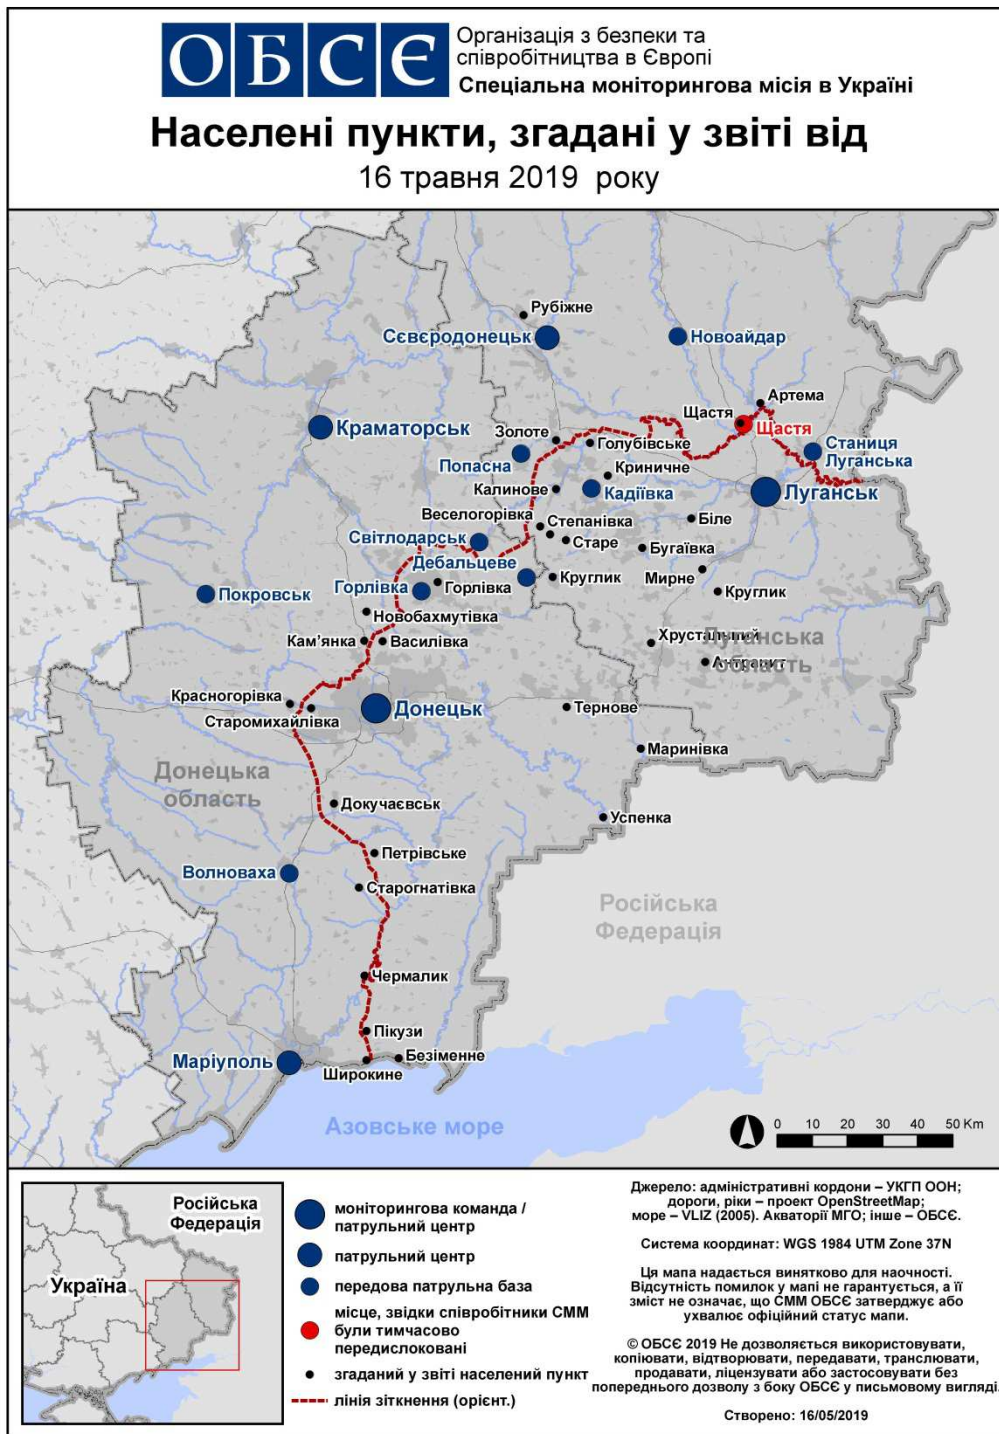 ОБСЄ
Організація з безпеки та
співробітництва в Європі
Спеціальна моніторингова місія в Україні
Населені пункти, згадані у звіті від
16 травня 2019 року
Рубіжне
Сєвєродонецьк
Новоайдар
Артема
Щастя
Щастя
Краматорськ
Золоте
Голубівське
Станиця
Луганська
Попасна
Криничне
Калинове
Кадіївка
Луганськ
Веселогорівка
Степанівка
Біле
Світлодарськ
Старе
Бугаївка
Дебальцеве
Мирне
Круглик
Горлівка
Горлівка
Покровськ
Круглик
Новобахмутівка
Кам'янка
Василівка
Хрустальний
Луганська
область
Антрацит
Красногорівка
Старомихайлівка
Донецьк
Тернове
Маринівка
Донецька
область
Докучаєвськ
Успенка
Петрівське
Волноваха
Старогнатівка
Російська
Федерація
Чермалик
Пікузи
Безіменне
Маріуполь
Широкине
Азовське море
0 10 20 30 40 50 Km
Російська
Федерація
Україна
моніторингова команда /
патрульний центр
патрульний центр
передова патрульна база
місце, звідки співробітники СММ
були тимчасово
передислоковані
згаданий у звіті населений пункт
лінія зіткнення (орієнт.)
Джерело: адміністративні кордони – УКГП ООН;
дороги, ріки – проект OpenStreetMap;
море – VLIZ (2005). Акваторії МГО; інше – ОБСЄ.
Система координат: WGS 1984 UTM Zone 37N
Ця мапа надається винятково для наочності.
Відсутність помилок у мапі не гарантується, а її
зміст не означає, що СММ ОБСЄ затверджує або
ухвалює офіційний статус мапи.
© ОБСЄ 2019 Не дозволяється використовувати,
копіювати, відтворювати, передавати, транслювати,
продавати, ліцензувати або застосовувати без
попереднього дозволу з боку ОБСЄ у письмовому вигляді.
Створено: 16/05/2019